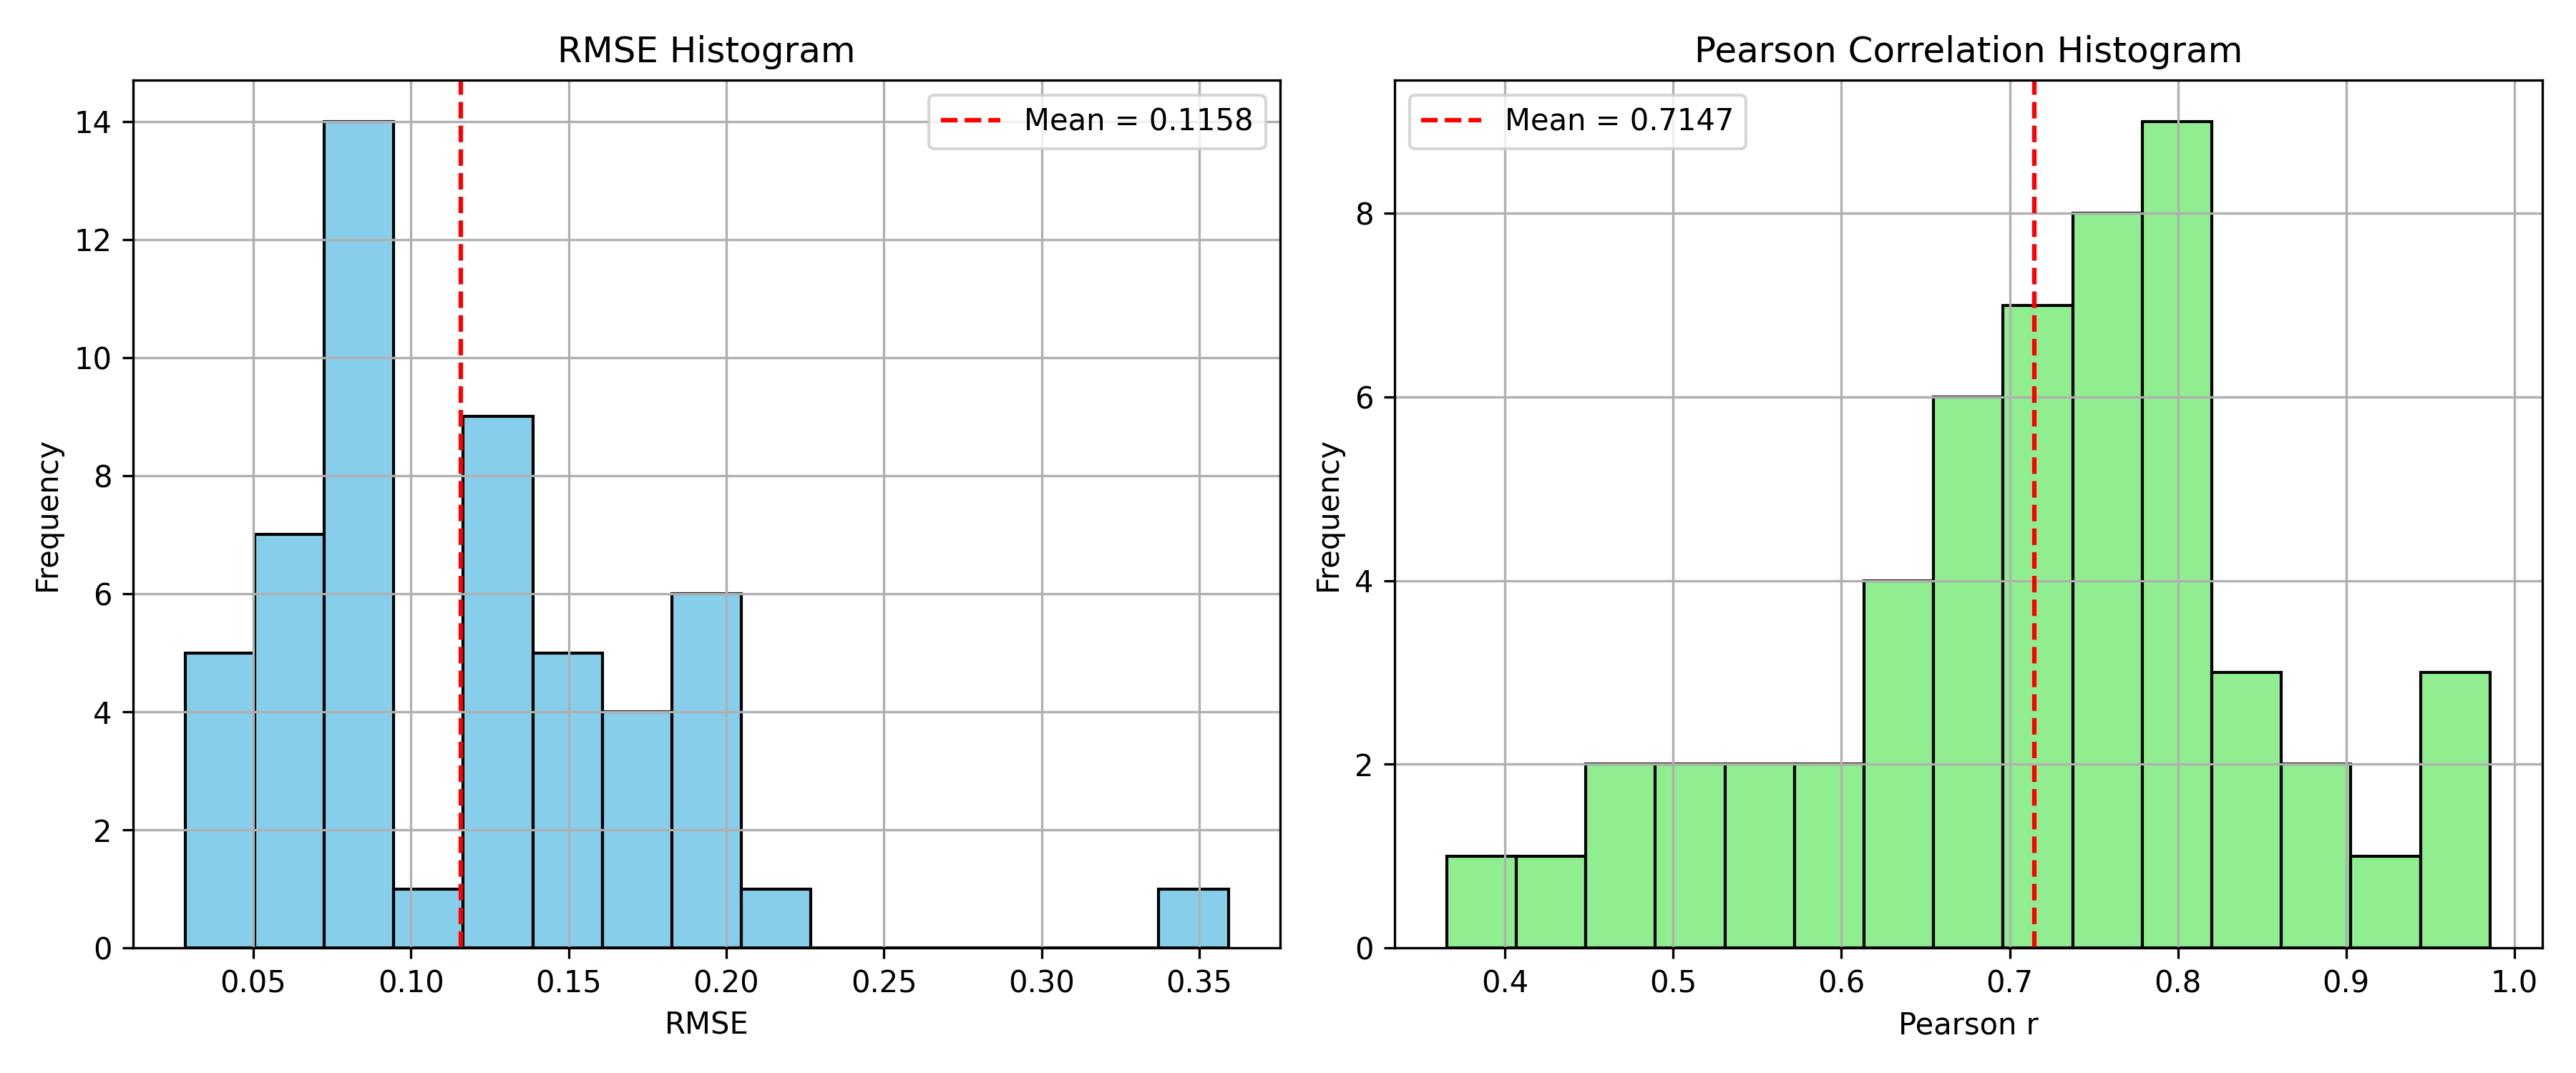 RMSE Histogram
Mean = 0.1158
Frequency
14
12
10
8
6
4
2
0
0.05 0.10 0.15 0.20 0.25 0.30 0.35
RMSE
Pearson Correlation Histogram
Mean = 0.7147
Frequency
8
6
4
2
0
0.4 0.5 0.6 0.7 0.8 0.9 1.0
Pearson r